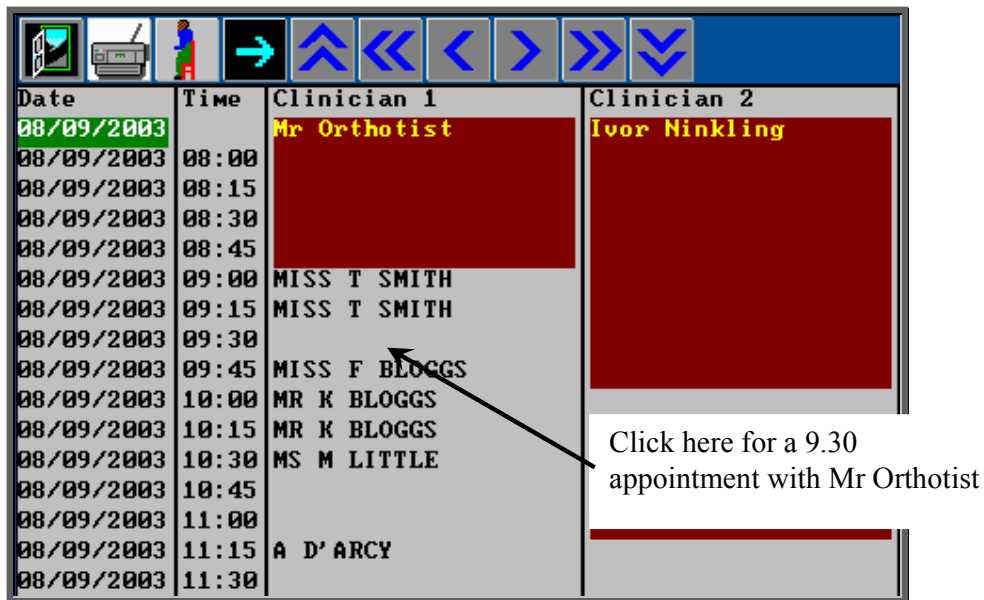 Date Time Clinician 1 Clinician 2
08/09/2003 Mr Orthotist Ivor Ninkling
08/09/2003 08:00
08/09/2003 08:15
08/09/2003 08:30
08/09/2003 08:45
08/09/2003 09:00 MISS T SMITH
08/09/2003 09:15 MISS T SMITH
08/09/2003 09:30
08/09/2003 09:45 MISS F BLOGGS
08/09/2003 10:00 MR K BLOGGS
08/09/2003 10:15 MR K BLOGGS
08/09/2003 10:30 MS M LITTLE
08/09/2003 10:45
08/09/2003 11:00
08/09/2003 11:15 A D'ARCY
08/09/2003 11:30
Click here for a 9.30
appointment with Mr Orthotist